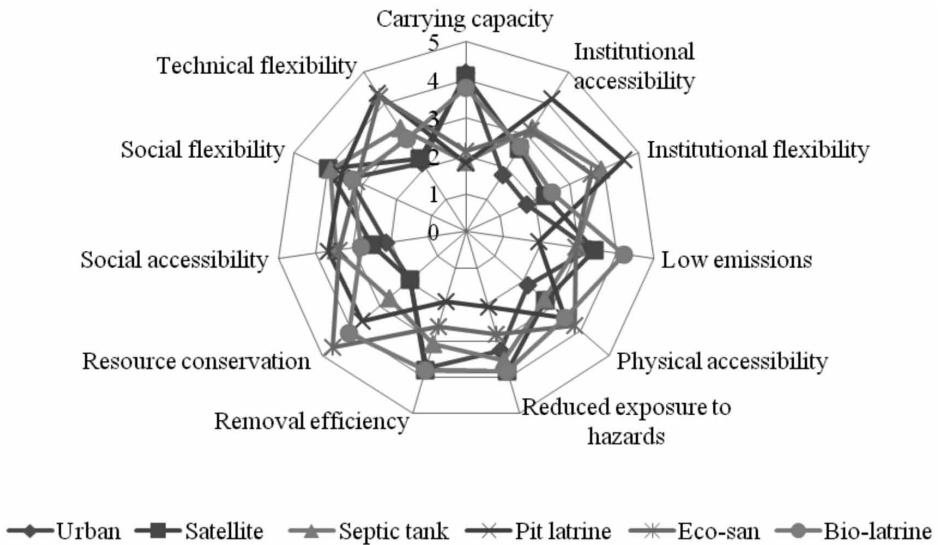 Carrying capacity
Technical flexibility
Institutional
accessibility
Social flexibility
Institutional flexibility
Social accessibility
Low emissions
Resource conservation
Physical accessibility
Removal efficiency
Reduced exposure to
hazards
5
4
3
2
1
0
Urban Satellite Septic tank Pit latrine Eco-san Bio-latrine